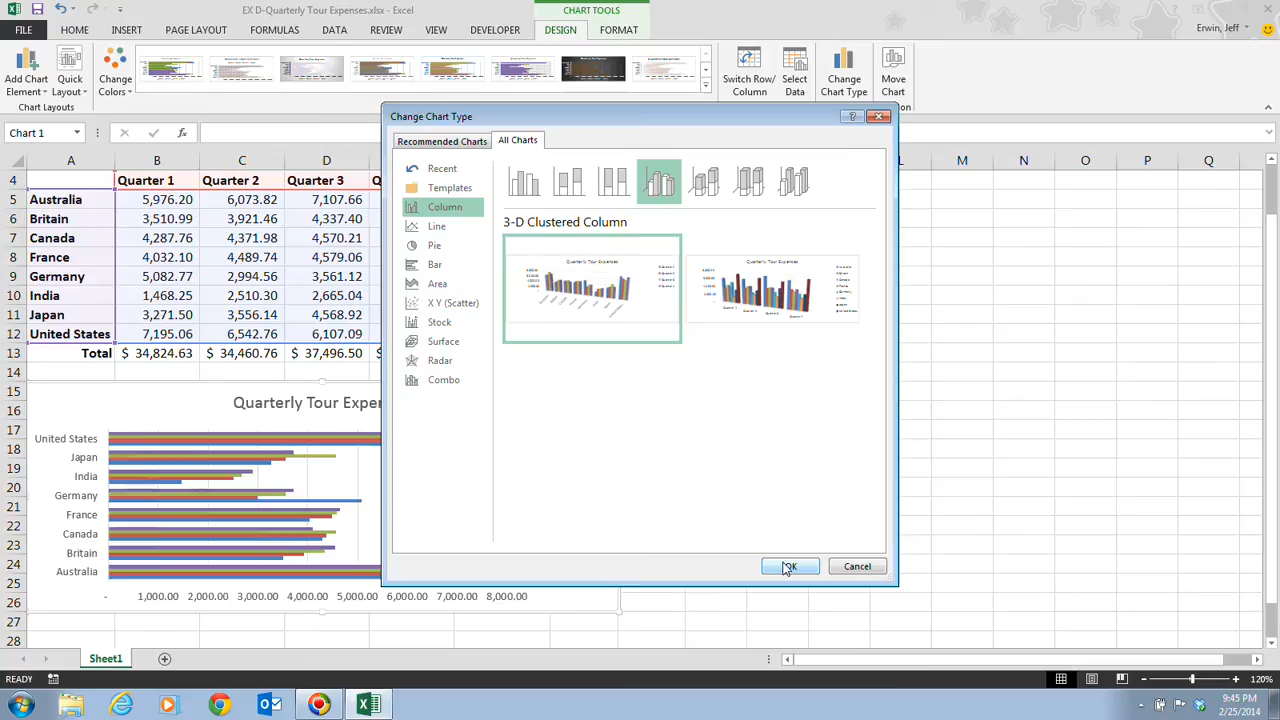 EX D-Quarterly Tour Expenses.xlsx - Excel
CHART TOOLS
FILE HOME INSERT PAGE LAYOUT FORMULAS DATA REVIEW VIEW DEVELOPER DESIGN FORMAT
Erwin, Jeff
Add Chart Element
Quick Layout
Change Colors
Switch Row/ Column
Select Data
Change Chart Type
Move Chart
Chart Layouts
Chart 1
Change Chart Type
Recommended Charts All Charts
Recent
Templates
Column
Line
Pie
Bar
Area
X Y (Scatter)
Stock
Surface
Radar
Combo
3-D Clustered Column
Quarterly Tour Expenses
Quarterly Tour Expenses
OK Cancel
A B C D L M N O P Q
4 Quarter 1 Quarter 2 Quarter 3
5 Australia 5,976.20 6,073.82 7,107.66
6 Britain 3,510.99 3,921.46 4,337.40
7 Canada 4,287.76 4,371.98 4,570.21
8 France 4,032.10 4,489.74 4,579.06
9 Germany 5,082.77 2,994.56 3,561.12
10 India 1,468.25 2,510.30 2,665.04
11 Japan 3,271.50 3,556.14 4,568.92
12 United States 7,195.06 6,542.76 6,107.09
13 Total $ 34,824.63 $ 34,460.76 $ 37,496.50
14
15
16
17
18
19
20
21
22
23
24
25
26
27
28
Quarterly Tour Expen
United States
Japan
India
Germany
France
Canada
Britain
Australia
- 1,000.00 2,000.00 3,000.00 4,000.00 5,000.00 6,000.00 7,000.00 8,000.00
Sheet1
READY
120%
9:45 PM
2/25/2014